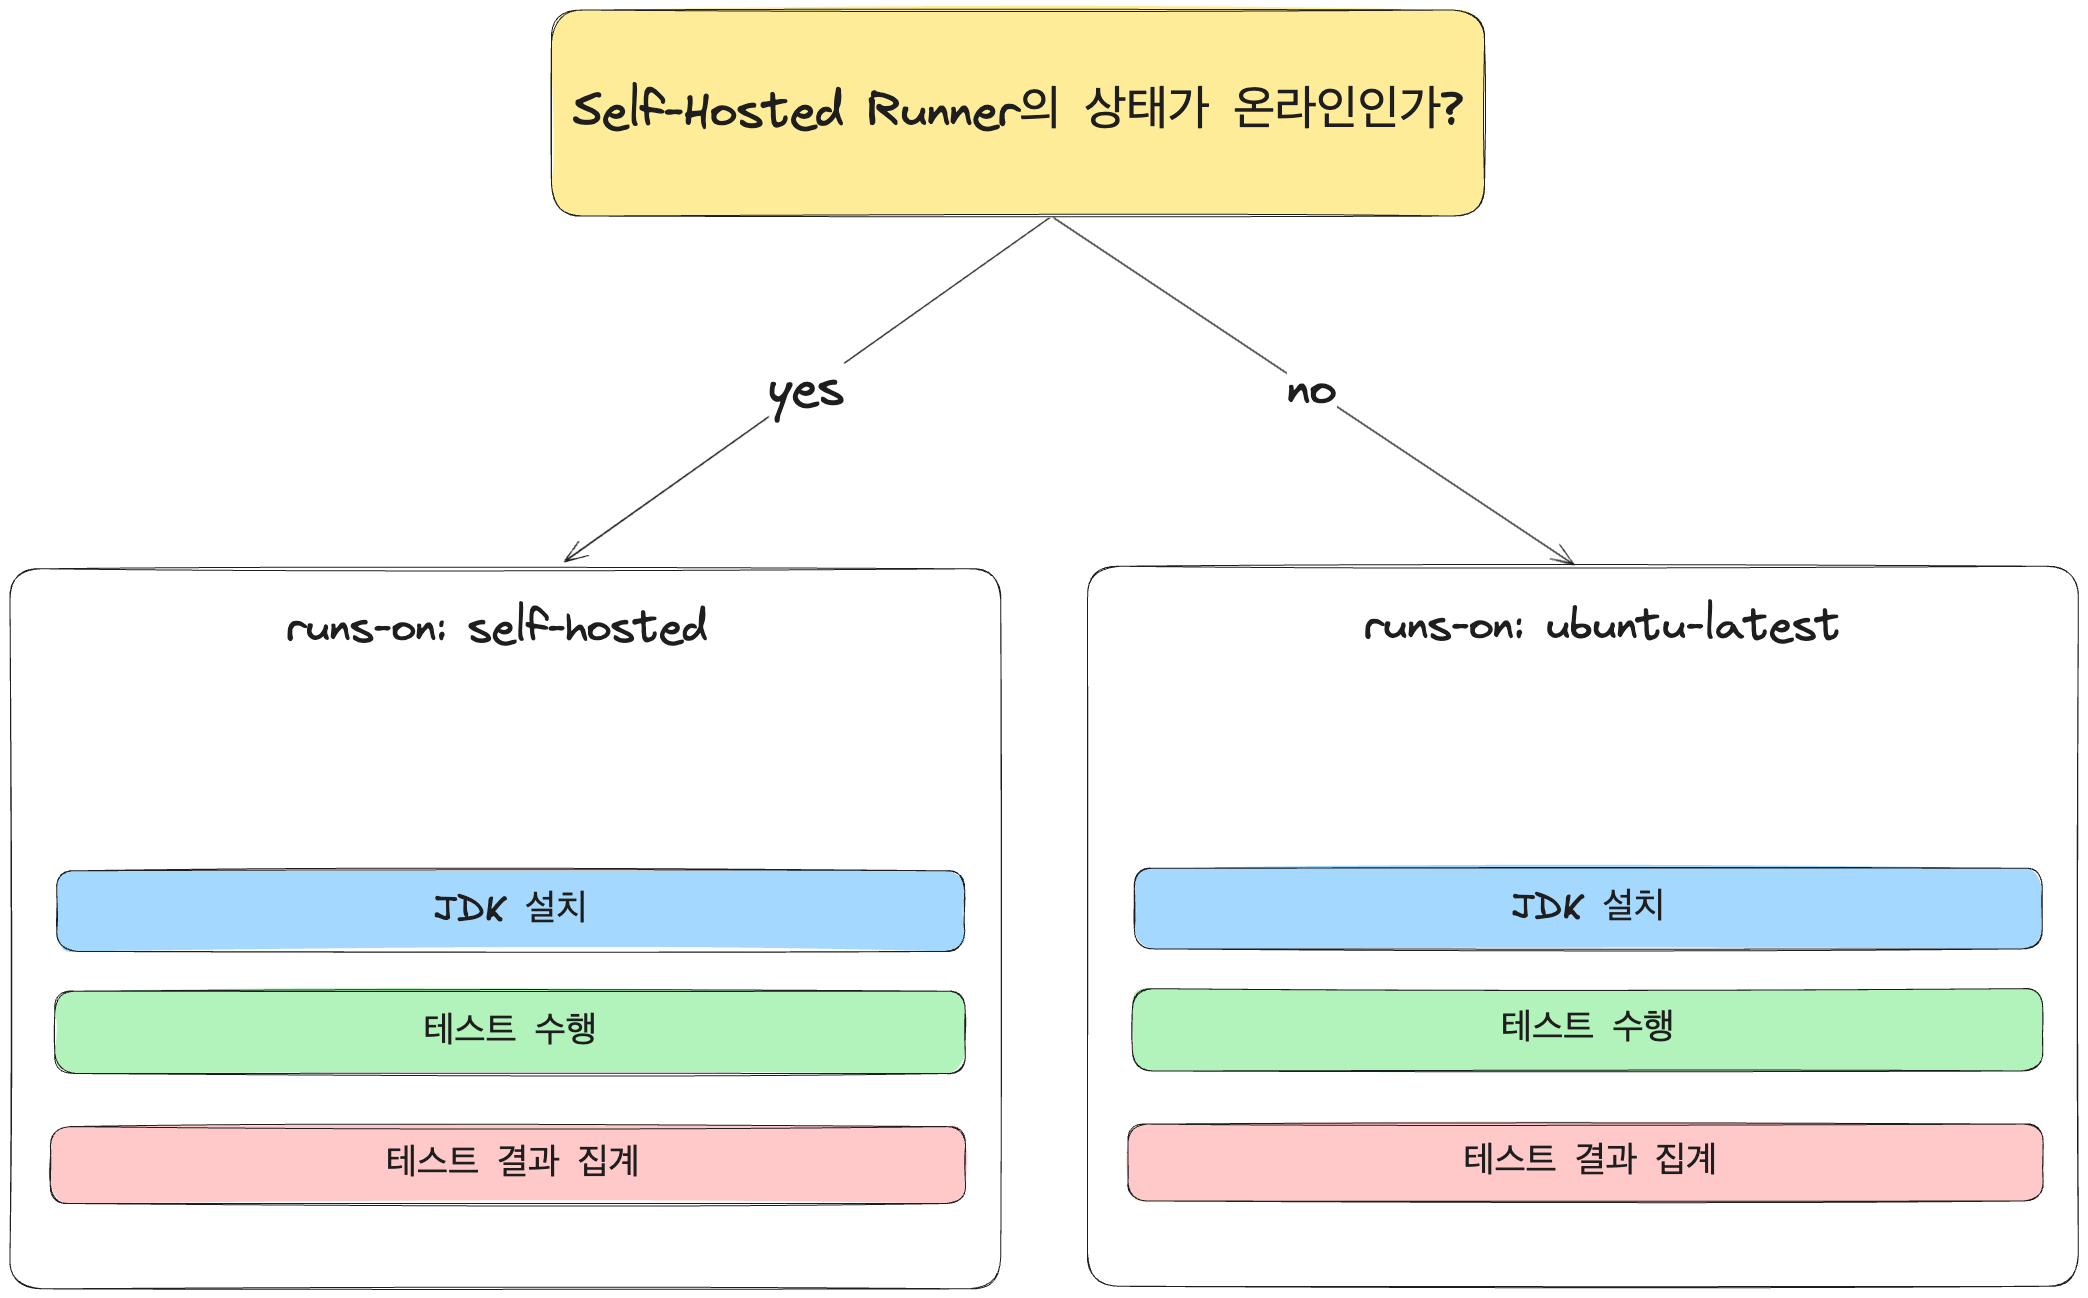 Self-Hosted Runner의 상태가 온라인인가?
yes
no
runs-on: self-hosted
JDK 설치
테스트 수행
테스트 결과 집계
runs-on: ubuntu-latest
JDK 설치
테스트 수행
테스트 결과 집계